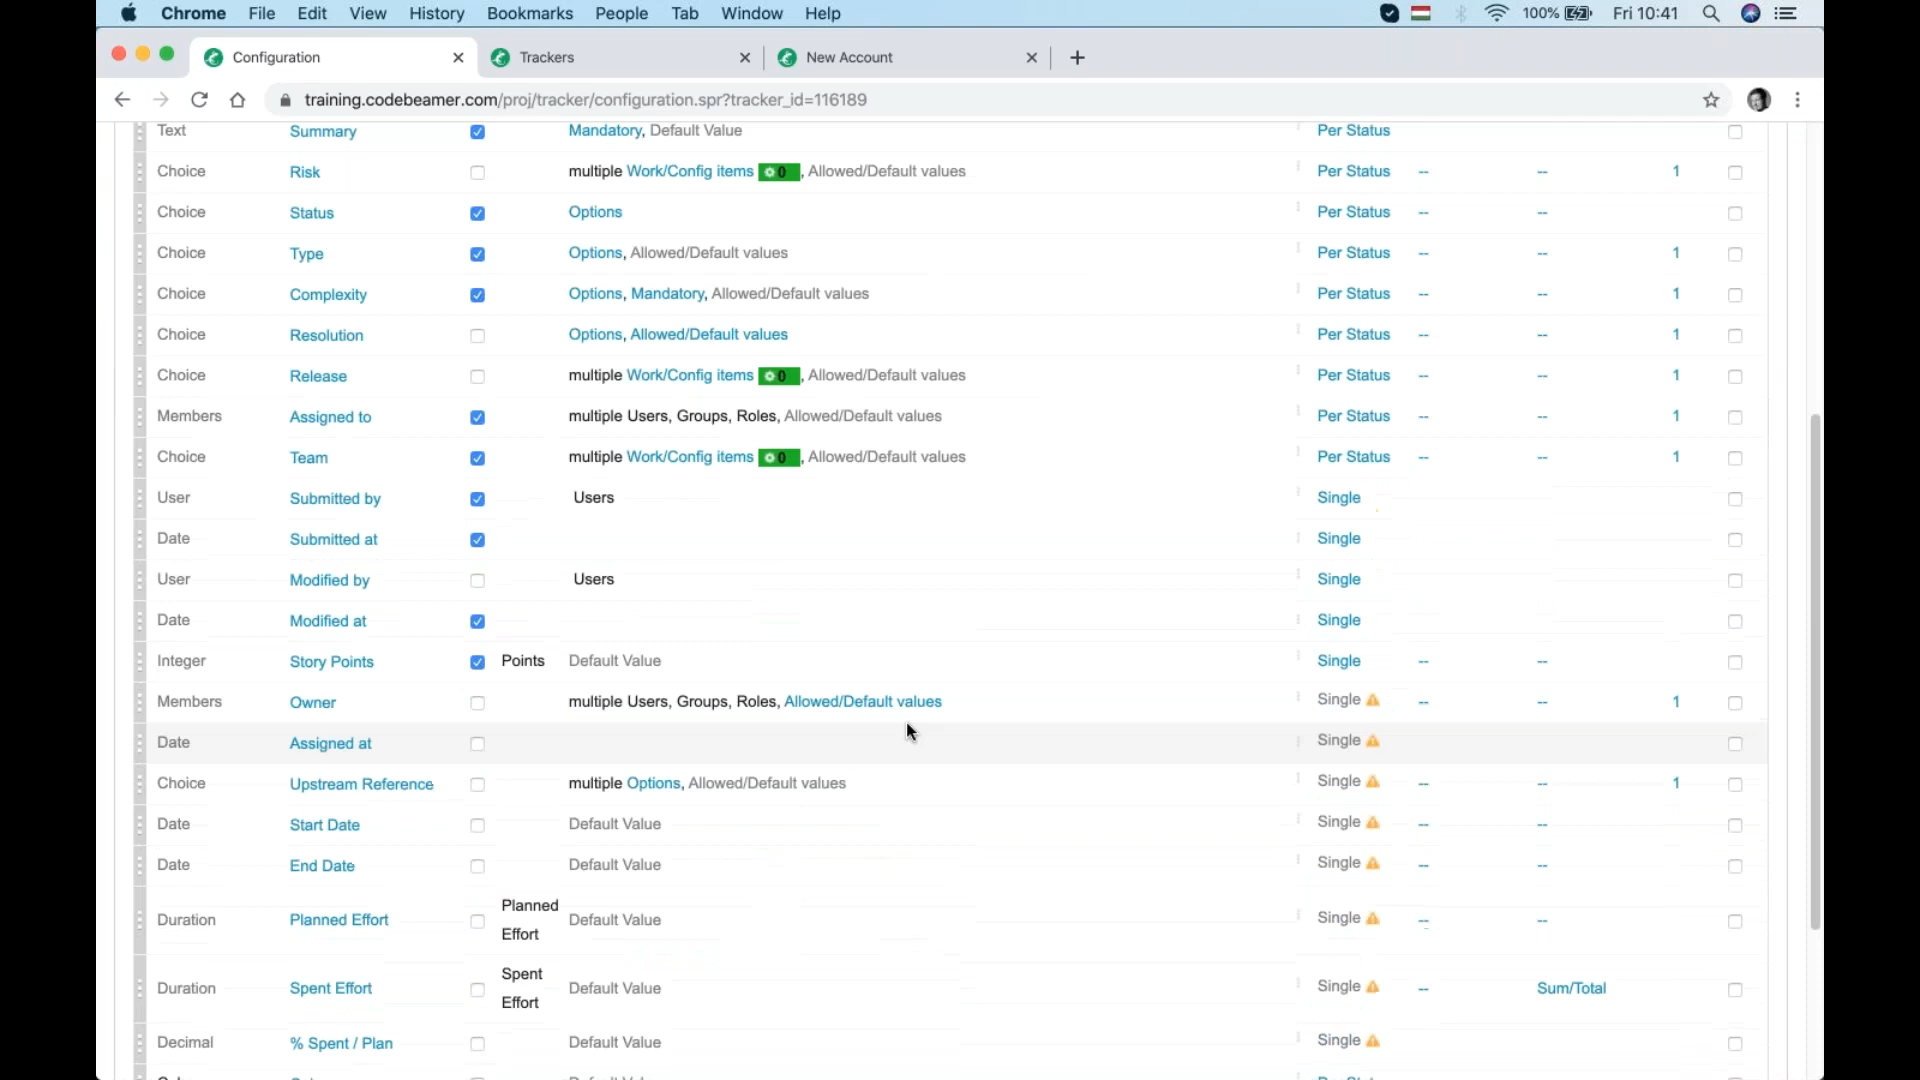 Chrome File Edit View History Bookmarks People Tab Window Help 100% Fri 10:41
Configuration Trackers New Account
training.codebeamer.com/proj/tracker/configuration.spr?tracker_id=116189
Text Summary Mandatory, Default Value Per Status
Choice Risk multiple Work/Config items 0, Allowed/Default values Per Status -- -- 1
Choice Status Options Per Status -- --
Choice Type Options, Allowed/Default values Per Status -- -- 1
Choice Complexity Options, Mandatory, Allowed/Default values Per Status -- -- 1
Choice Resolution Options, Allowed/Default values Per Status -- -- 1
Choice Release multiple Work/Config items 0, Allowed/Default values Per Status -- -- 1
Members Assigned to multiple Users, Groups, Roles, Allowed/Default values Per Status -- -- 1
Choice Team multiple Work/Config items 0, Allowed/Default values Per Status -- -- 1
User Submitted by Users Single
Date Submitted at Single
User Modified by Users Single
Date Modified at Single
Integer Story Points Points Default Value Single -- --
Members Owner multiple Users, Groups, Roles, Allowed/Default values Single -- -- 1
Date Assigned at Single
Choice Upstream Reference multiple Options, Allowed/Default values Single -- -- 1
Date Start Date Default Value Single -- --
Date End Date Default Value Single -- --
Duration Planned Effort Planned Effort Default Value Single -- --
Duration Spent Effort Spent Effort Default Value Single -- Sum/Total
Decimal % Spent / Plan Default Value Single